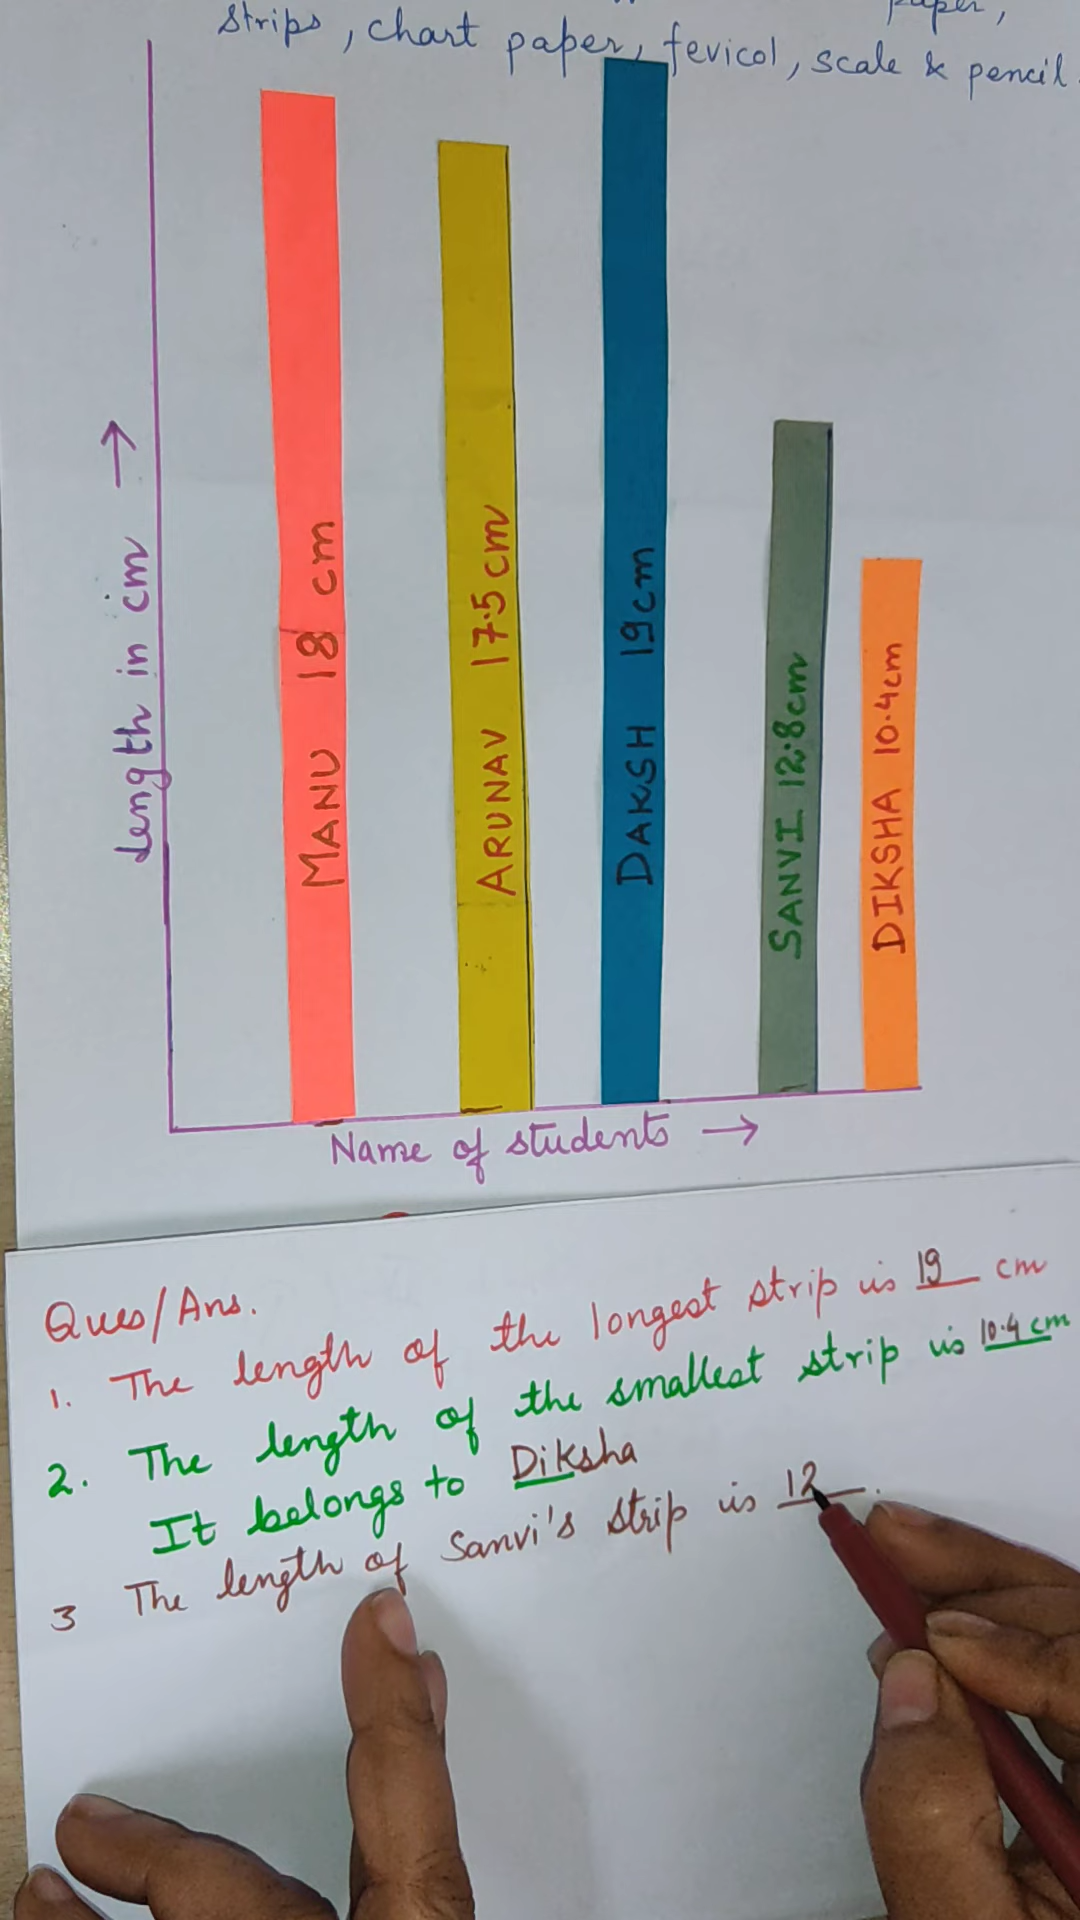 paper,
strips, chart paper, fevicol, scale & pencil.
length in cm →
MANU 18 cm
ARUNAV 17.5 cm
DAKSH 19cm
SANVI 12.8cm
DIKSHA 10.4cm
Name of students →
Ques/Ans.
1. The length of the longest strip is 19 cm
2. The length of the smallest strip is 10.4 cm
It belongs to Diksha
3 The length of Sanvi's strip is 12 .